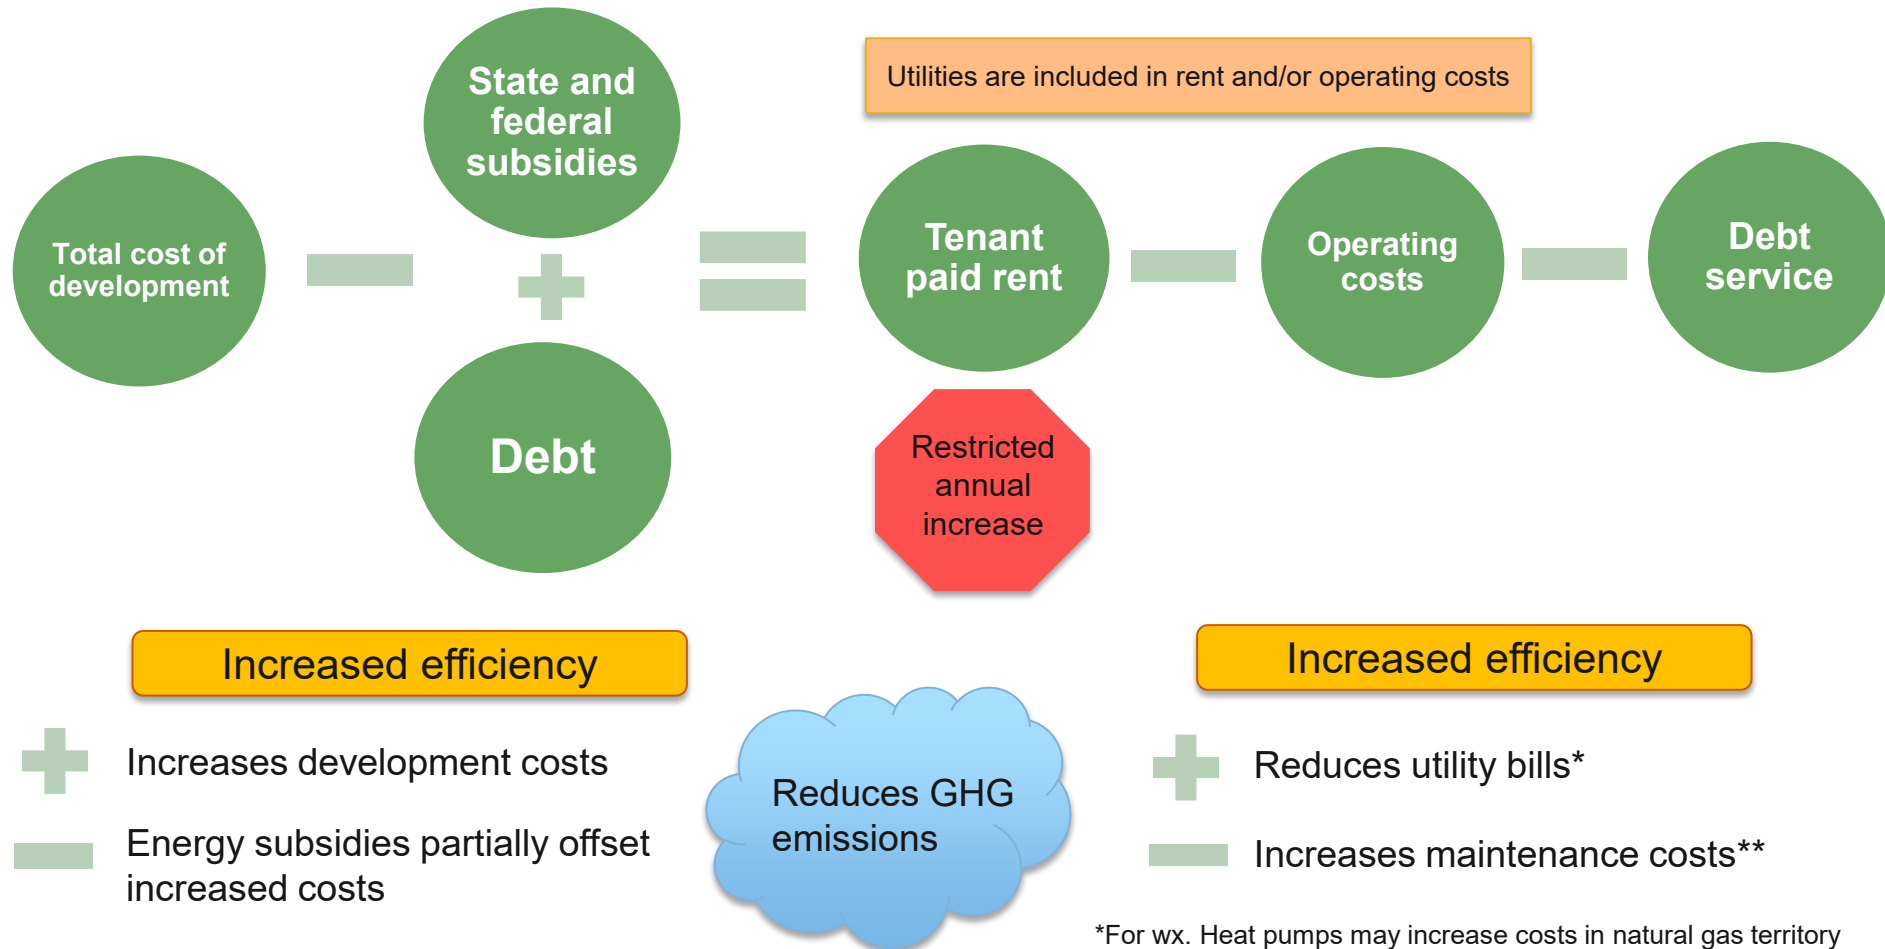 State and
federal
subsidies
Utilities are included in rent and/or operating costs
Total cost of
development
Tenant
paid rent
Operating
costs
Debt
service
Debt
Restricted
annual
increase
Increased efficiency
Increases development costs
Energy subsidies partially offset
increased costs
Reduces GHG
emissions
Increased efficiency
Reduces utility bills*
Increases maintenance costs**
*For wx. Heat pumps may increase costs in natural gas territory